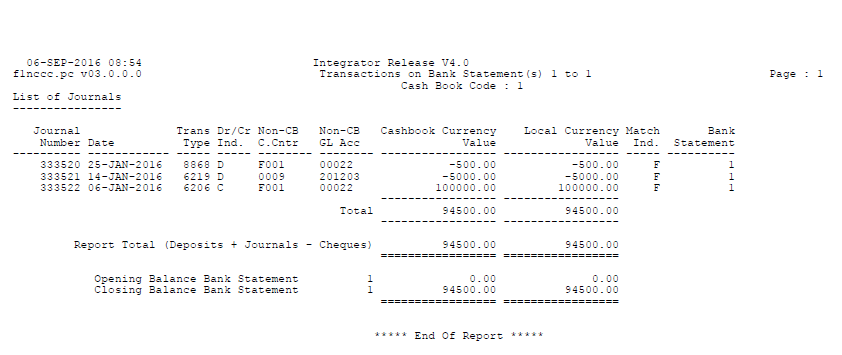 06-SEP-2016 08:54 Integrator Release V4.0
flnccc.pc v03.0.0.0 Transactions on Bank Statement(s) 1 to 1 Page : 1
Cash Book Code : 1
List of Journals
----------------
Journal Trans Dr/Cr Non-CB Non-CB Cashbook Currency Local Currency Match Bank
Number Date Type Ind. C.Cntr GL Acc Value Value Ind. Statement
333520 25-JAN-2016 8868 D F001 00022 -500.00 -500.00 F 1
333521 14-JAN-2016 6219 D 0009 201203 -5000.00 -5000.00 F 1
333522 06-JAN-2016 6206 C F001 00022 100000.00 100000.00 F 1
Total 94500.00 94500.00
Report Total (Deposits + Journals - Cheques) 94500.00 94500.00
Opening Balance Bank Statement 1 0.00 0.00
Closing Balance Bank Statement 1 94500.00 94500.00
***** End Of Report *****